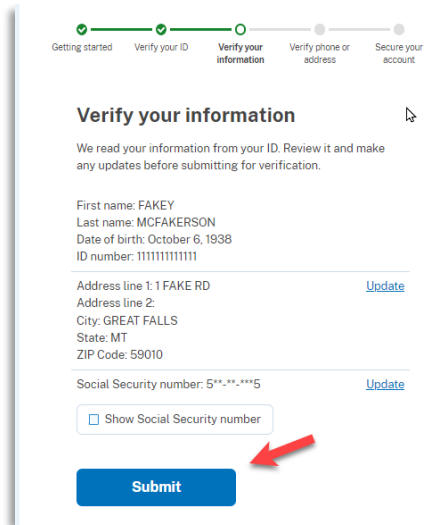 Getting started
Verify your ID
Verify your
information
Verify phone or
address
Secure your
account
Verify your information
We read your information from your ID. Review it and make
any updates before submitting for verification.
First name: FAKEY
Last name: MCFAKERSON
Date of birth: October 6, 1938
ID number: 1111111111111
Address line 1: 1 FAKE RD
Update
Address line 2:
City: GREAT FALLS
State: MT
ZIP Code: 59010
Social Security number: 5**-**-***5
Update
Show Social Security number
Submit